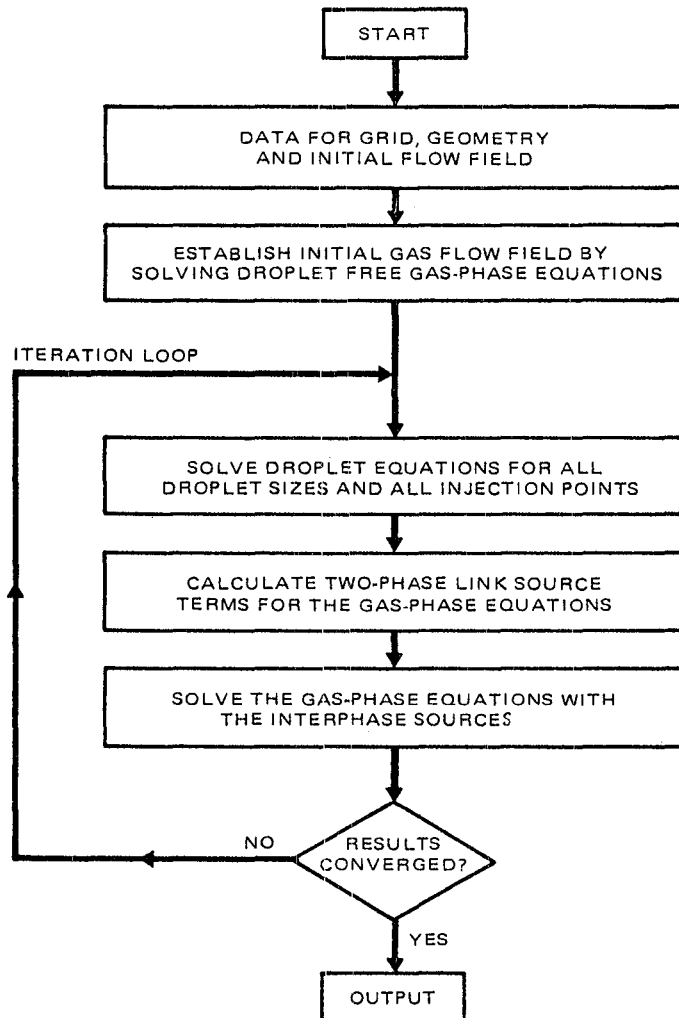 START
DATA FOR GRID, GEOMETRY
AND INITIAL FLOW FIELD
ESTABLISH INITIAL GAS FLOW FIELD BY
SOLVING DROPLET FREE GAS-PHASE EQUATIONS
ITERATION LOOP
SOLVE DROPLET EQUATIONS FOR ALL
DROPLET SIZES AND ALL INJECTION POINTS
CALCULATE TWO-PHASE LINK SOURCE
TERMS FOR THE GAS-PHASE EQUATIONS
SOLVE THE GAS-PHASE EQUATIONS WITH
THE INTERPHASE SOURCES
NO
RESULTS
CONVERGED?
YES
OUTPUT